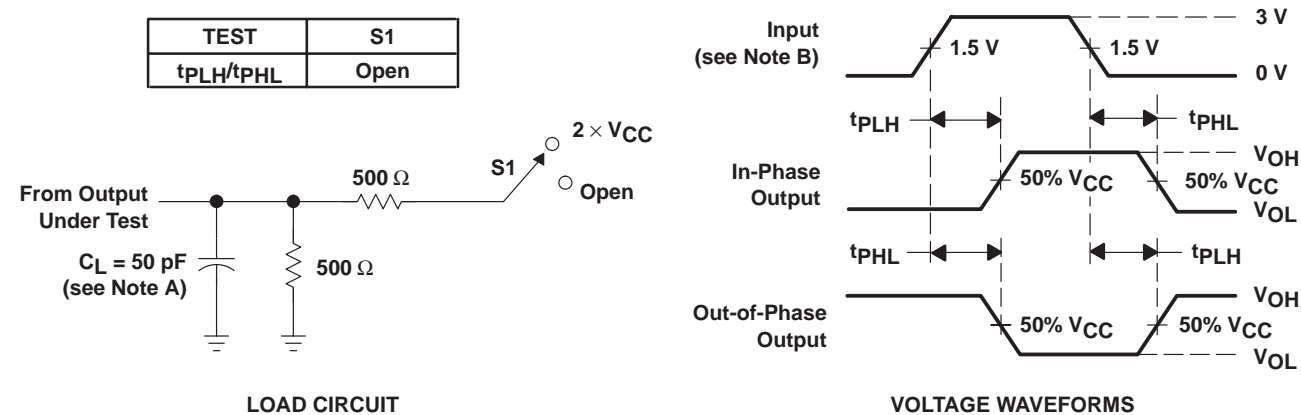 TEST S1
tPLH/tPHL Open
2 × VCC
S1
Open
500 Ω
From Output
Under Test
CL = 50 pF
(see Note A)
500 Ω
LOAD CIRCUIT
Input
(see Note B)
1.5 V
1.5 V
3 V
0 V
tPLH
tPHL
In-Phase
Output
50% VCC
50% VCC
VOH
VOL
tPHL
tPLH
Out-of-Phase
Output
50% VCC
50% VCC
VOH
VOL
VOLTAGE WAVEFORMS